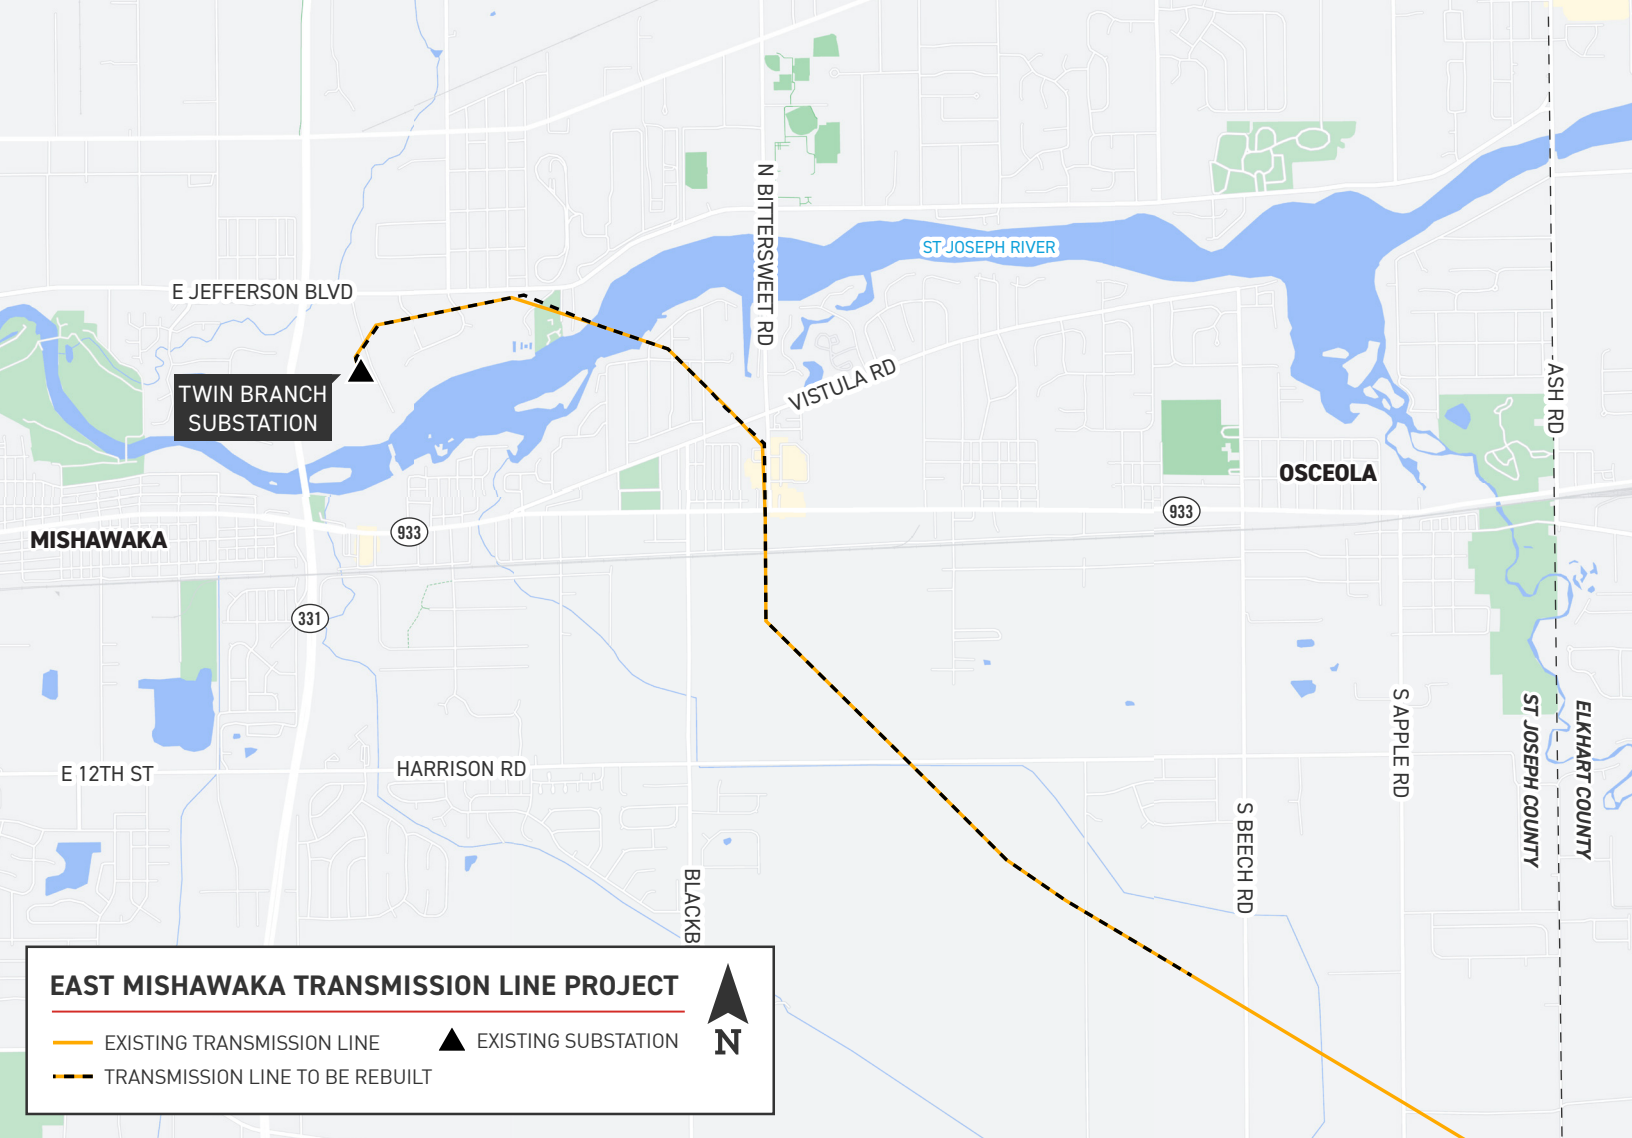 N BITTERSWEET RD
ST JOSEPH RIVER
E JEFFERSON BLVD
TWIN BRANCH
SUBSTATION
VISTULA RD
ASH RD
OSCEOLA
933
933
MISHAWAKA
331
S APPLE RD
ST JOSEPH COUNTY
ELKHART COUNTY
E 12TH ST
HARRISON RD
S BEECH RD
BLACKB
EAST MISHAWAKA TRANSMISSION LINE PROJECT
N
EXISTING TRANSMISSION LINE
EXISTING SUBSTATION
TRANSMISSION LINE TO BE REBUILT